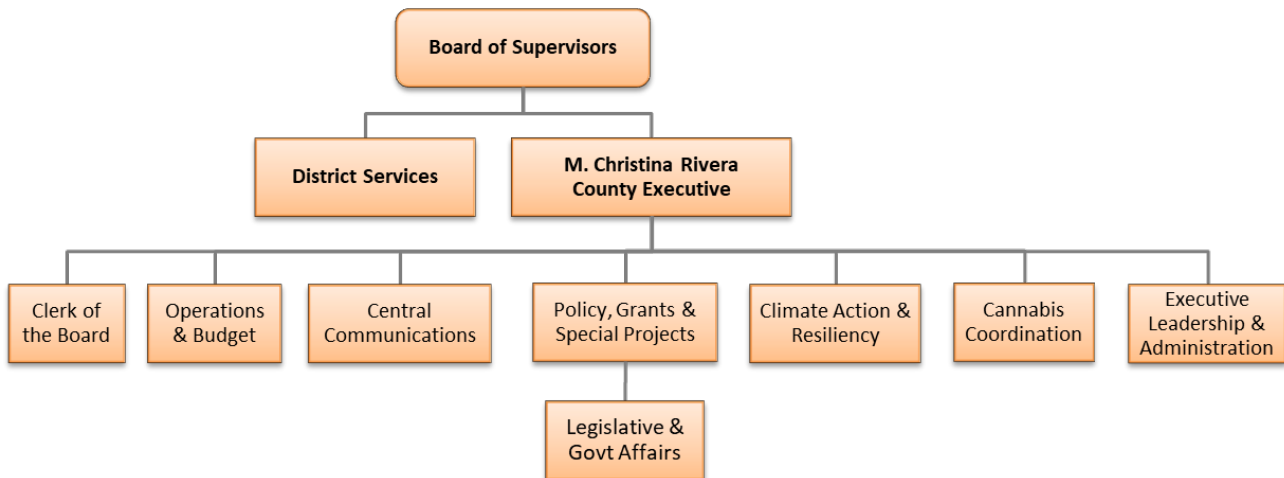 Board of Supervisors
District Services
M. Christina Rivera
County Executive
Clerk of
the Board
Operations
& Budget
Central
Communications
Policy, Grants &
Special Projects
Climate Action &
Resiliency
Cannabis
Coordination
Executive
Leadership &
Administration
Legislative &
Govt Affairs